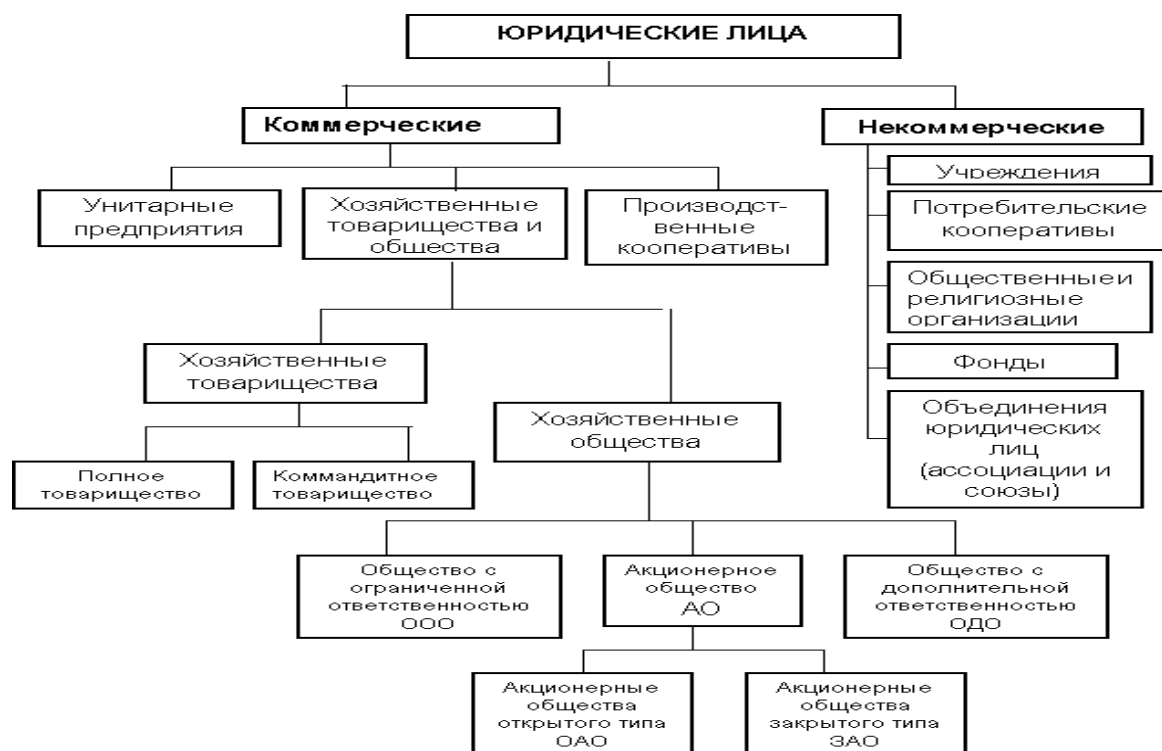 ЮРИДИЧЕСКИЕ ЛИЦА
Коммерческие
Некоммерческие
Унитарные
предприятия
Хозяйственные
товарищества и
общества
Производст-
венные
кооперативы
Учреждения
Потребительские
кооперативы
Общественные и
религиозные
организации
Фонды
Объединения
юридических
лиц
(ассоциации и
союзы)
Хозяйственные
товарищества
Хозяйственные
общества
Полное
товарищество
Коммандитное
товарищество
Общество с
ограниченной
ответственностью
ООО
Акционерное
общество
АО
Общество с
дополнительной
ответственностью
ОДО
Акционерные
общества
открытого типа
ОАО
Акционерные
общества
закрытого типа
ЗАО